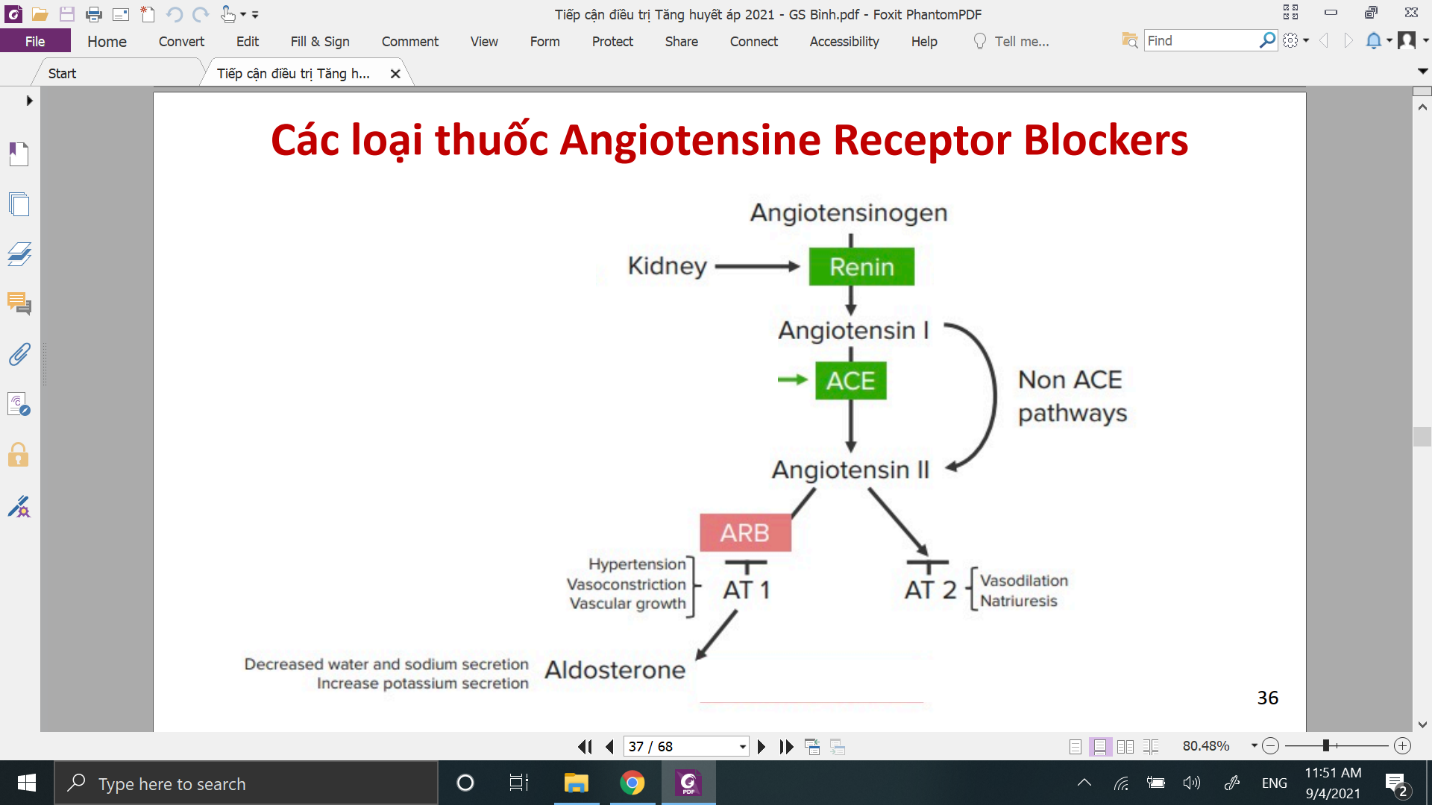 Tiếp cận điều trị Tăng huyết áp 2021 - GS Binh.pdf - Foxit PhantomPDF
File Home Convert Edit Fill & Sign Comment View Form Protect Share Connect Accessibility Help Tell me... Find
Start Tiếp cận điều trị Tăng h...
Các loại thuốc Angiotensine Receptor Blockers
Angiotensinogen
Kidney Renin
Angiotensin I
ACE
Non ACE
pathways
Angiotensin II
ARB
Hypertension
Vasoconstriction
Vascular growth
AT 1
AT 2
Vasodilation
Natriuresis
Decreased water and sodium secretion
Increase potassium secretion
Aldosterone
36
37 / 68 80.48%
Type here to search
PDF
ENG
11:51 AM
9/4/2021
2